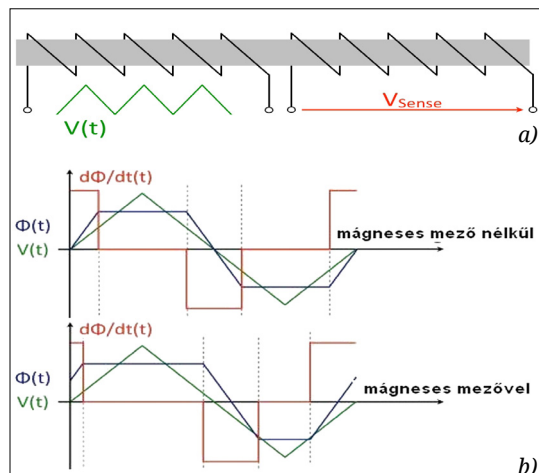 V(t)
VSense
a)
dΦ/dt(t)
Φ(t)
V(t)
mágneses mező nélkül
dΦ/dt(t)
Φ(t)
V(t)
mágneses mezővel
b)